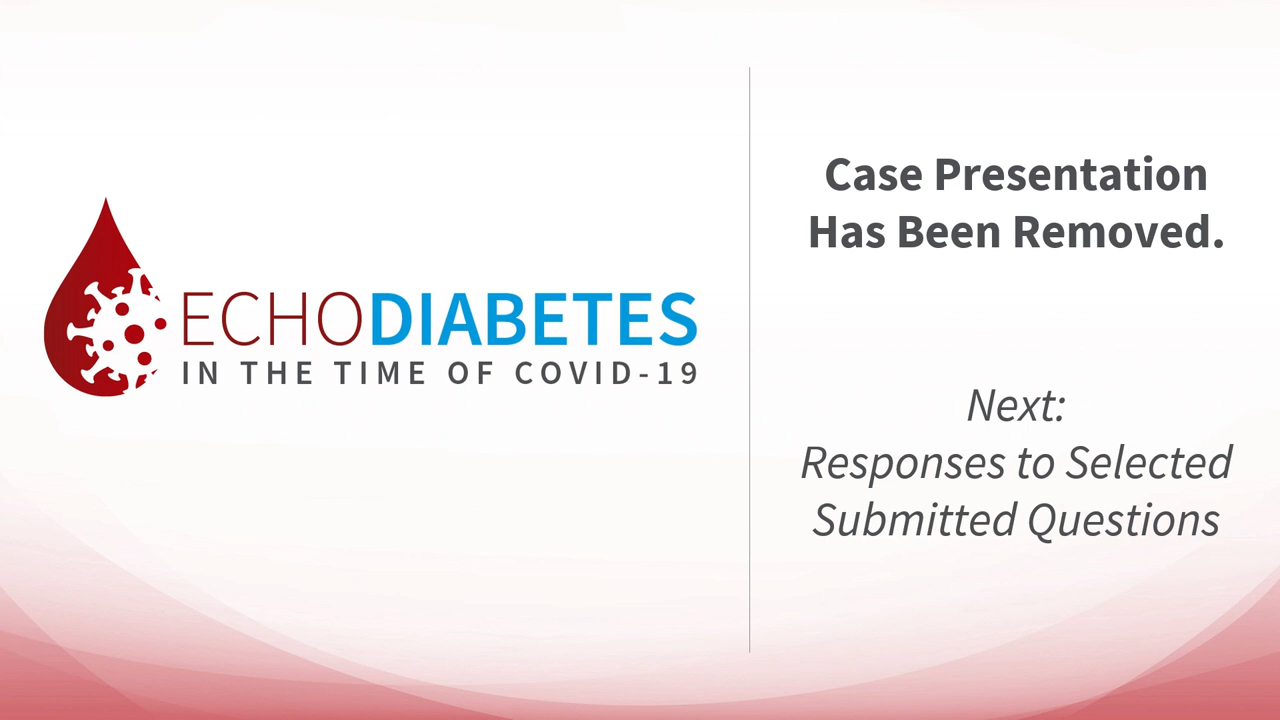 ECHODIABETES
IN THE TIME OF COVID-19
Case Presentation
Has Been Removed.
Next:
Responses to Selected
Submitted Questions